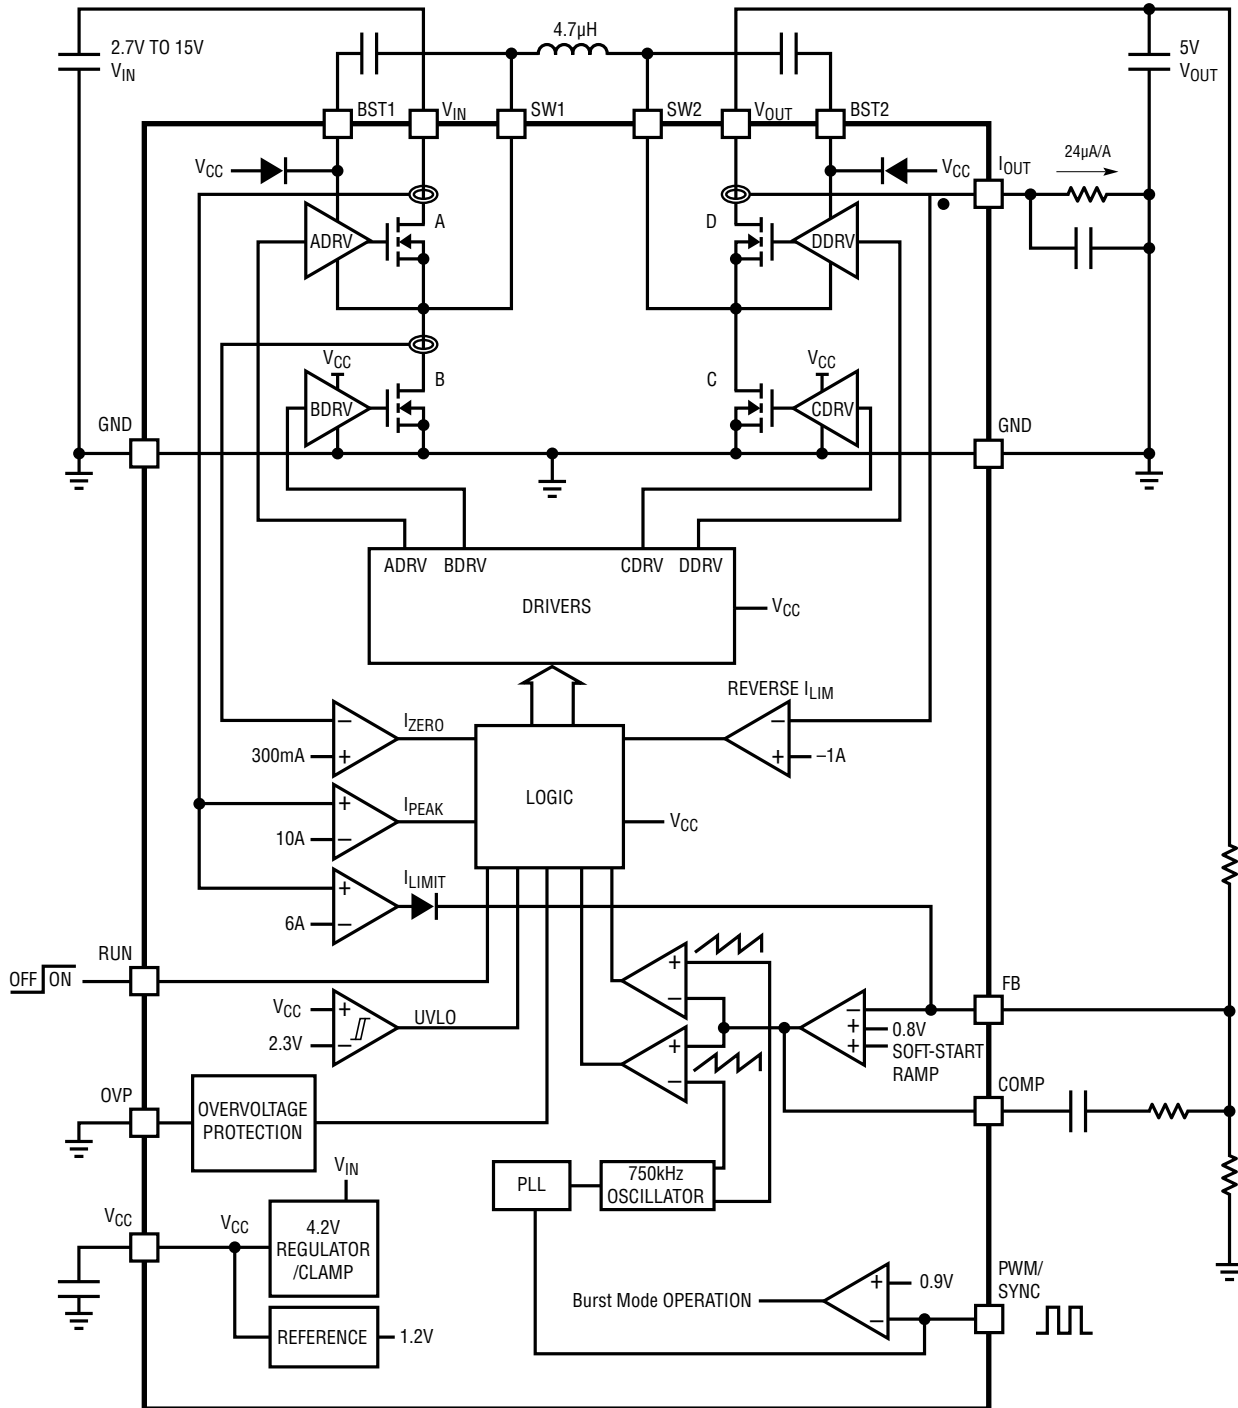 2.7V TO 15V
VIN
4.7µH
5V
VOUT
BST1
VIN
SW1
SW2
VOUT
BST2
VCC
VCC
IOUT
24µA/A
ADRV
A
D
DDRV
VCC
BDRV
B
C
VCC
CDRV
GND
GND
ADRV BDRV CDRV DDRV
DRIVERS
VCC
REVERSE ILIM
– IZERO
300mA +
–
+ –1A
LOGIC
+ IPEAK
10A –
VCC
+ ILIMIT
6A –
RUN
OFF ON
VCC +
2.3V –
UVLO
+
–
+
–
FB
–
+ 0.8V
+ SOFT-START
RAMP
COMP
OVP
OVERVOLTAGE
PROTECTION
PLL
750kHz
OSCILLATOR
VIN
VCC
VCC
4.2V
REGULATOR
/CLAMP
REFERENCE
1.2V
Burst Mode OPERATION
+ 0.9V
–
PWM/
SYNC